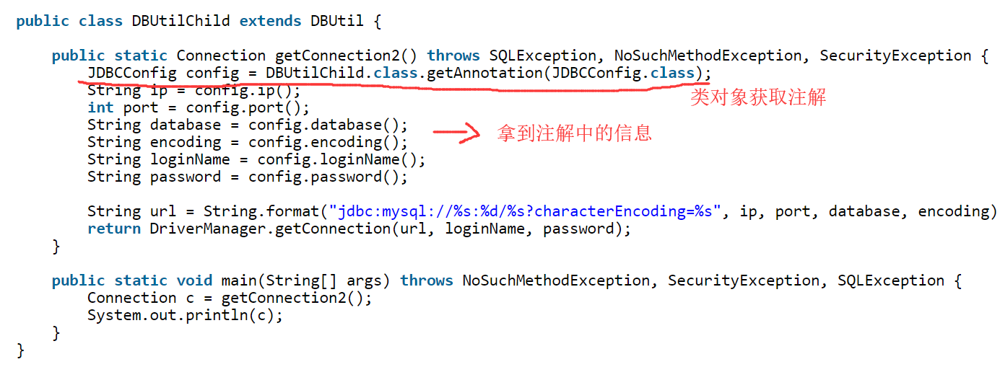 public class DBUtilChild extends DBUtil {
public static Connection getConnection2() throws SQLException, NoSuchMethodException, SecurityException {
JDBCConfig config = DBUtilChild.class.getAnnotation(JDBCConfig.class);
类对象获取注解
String ip = config.ip();
int port = config.port();
String database = config.database();
拿到注解中的信息
String encoding = config.encoding();
String loginName = config.loginName();
String password = config.password();
String url = String.format("jdbc:mysql://%s:%d/%s?characterEncoding=%s", ip, port, database, encoding)
return DriverManager.getConnection(url, loginName, password);
}
public static void main(String[] args) throws NoSuchMethodException, SecurityException, SQLException {
Connection c = getConnection2();
System.out.println(c);
}
}